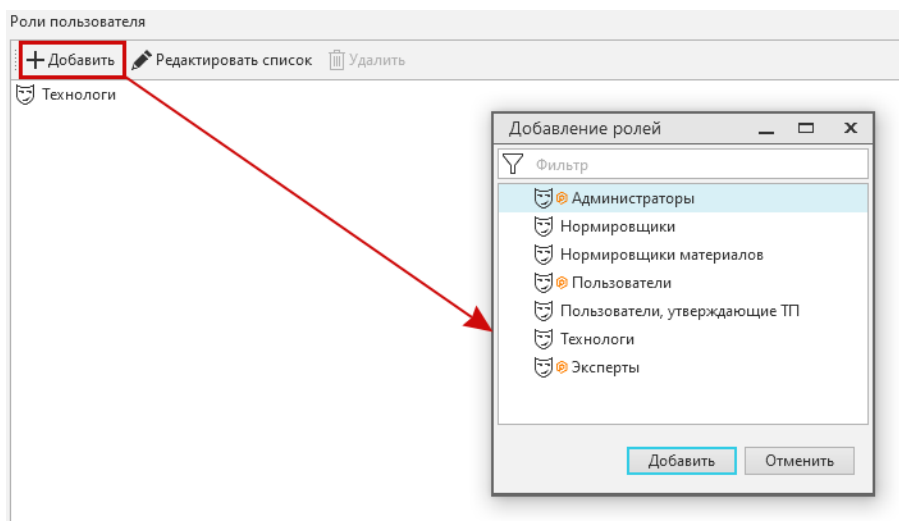 Роли пользователя
Добавить Редактировать список Удалить
Технологи
Добавление ролей
Фильтр
Администраторы
Нормировщики
Нормировщики материалов
Пользователи
Пользователи, утверждающие ТП
Технологи
Эксперты
Добавить Отменить